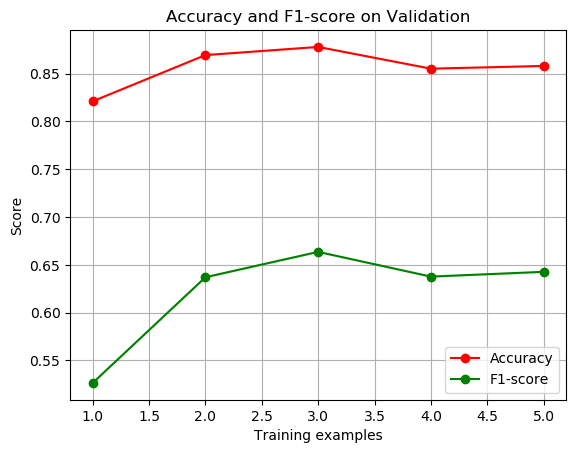 Accuracy and F1-score on Validation
Score
0.85
0.80
0.75
0.70
0.65
0.60
0.55
Accuracy
F1-score
1.0 1.5 2.0 2.5 3.0 3.5 4.0 4.5 5.0
Training examples